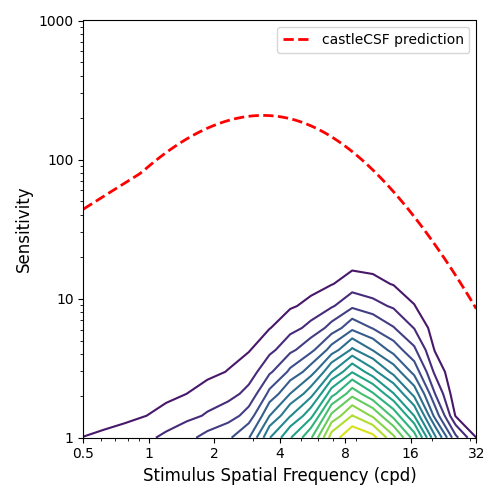 1000
castleCSF prediction
100
Sensitivity
10
1
0.5 1 2 4 8 16 32
Stimulus Spatial Frequency (cpd)